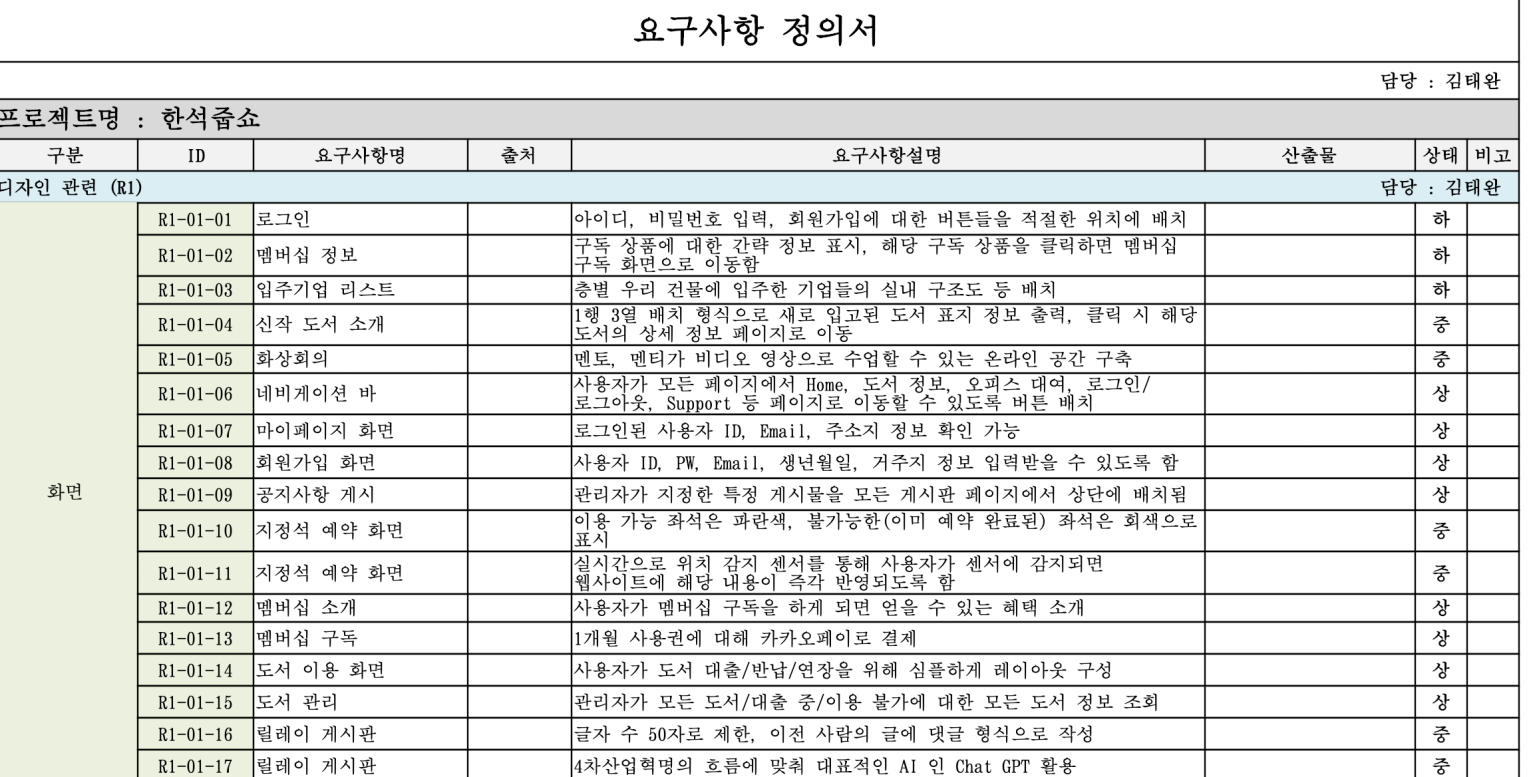 요구사항 정의서
담당 : 김태완
프로젝트명 : 한석줍쇼
구분 ID 요구사항명 출처 요구사항설명 산출물 상태 비고
디자인 관련 (R1) 담당 : 김태완
화면
R1-01-01 로그인 아이디, 비밀번호 입력, 회원가입에 대한 버튼들을 적절한 위치에 배치 하
R1-01-02 멤버십 정보 구독 상품에 대한 간략 정보 표시, 해당 구독 상품을 클릭하면 멤버십
구독 화면으로 이동함 하
R1-01-03 입주기업 리스트 층별 우리 건물에 입주한 기업들의 실내 구조도 등 배치 하
R1-01-04 신작 도서 소개 1행 3열 배치 형식으로 새로 입고된 도서 표지 정보 출력, 클릭 시 해당
도서의 상세 정보 페이지로 이동 중
R1-01-05 화상회의 멘토, 멘티가 비디오 영상으로 수업할 수 있는 온라인 공간 구축 중
R1-01-06 네비게이션 바 사용자가 모든 페이지에서 Home, 도서 정보, 오피스 대여, 로그인/
로그아웃, Support 등 페이지로 이동할 수 있도록 버튼 배치 상
R1-01-07 마이페이지 화면 로그인된 사용자 ID, Email, 주소지 정보 확인 가능 상
R1-01-08 회원가입 화면 사용자 ID, PW, Email, 생년월일, 거주지 정보 입력받을 수 있도록 함 상
R1-01-09 공지사항 게시 관리자가 지정한 특정 게시물을 모든 게시판 페이지에서 상단에 배치됨 상
R1-01-10 지정석 예약 화면 이용 가능 좌석은 파란색, 불가능한(이미 예약 완료된) 좌석은 회색으로
표시 중
R1-01-11 지정석 예약 화면 실시간으로 위치 감지 센서를 통해 사용자가 센서에 감지되면
웹사이트에 해당 내용이 즉각 반영되도록 함 중
R1-01-12 멤버십 소개 사용자가 멤버십 구독을 하게 되면 얻을 수 있는 혜택 소개 상
R1-01-13 멤버십 구독 1개월 사용권에 대해 카카오페이로 결제 상
R1-01-14 도서 이용 화면 사용자가 도서 대출/반납/연장을 위해 심플하게 레이아웃 구성 상
R1-01-15 도서 관리 관리자가 모든 도서/대출 중/이용 불가에 대한 모든 도서 정보 조회 상
R1-01-16 릴레이 게시판 글자 수 50자로 제한, 이전 사람의 글에 댓글 형식으로 작성 중
R1-01-17 릴레이 게시판 4차산업혁명의 흐름에 맞춰 대표적인 AI 인 Chat GPT 활용 중